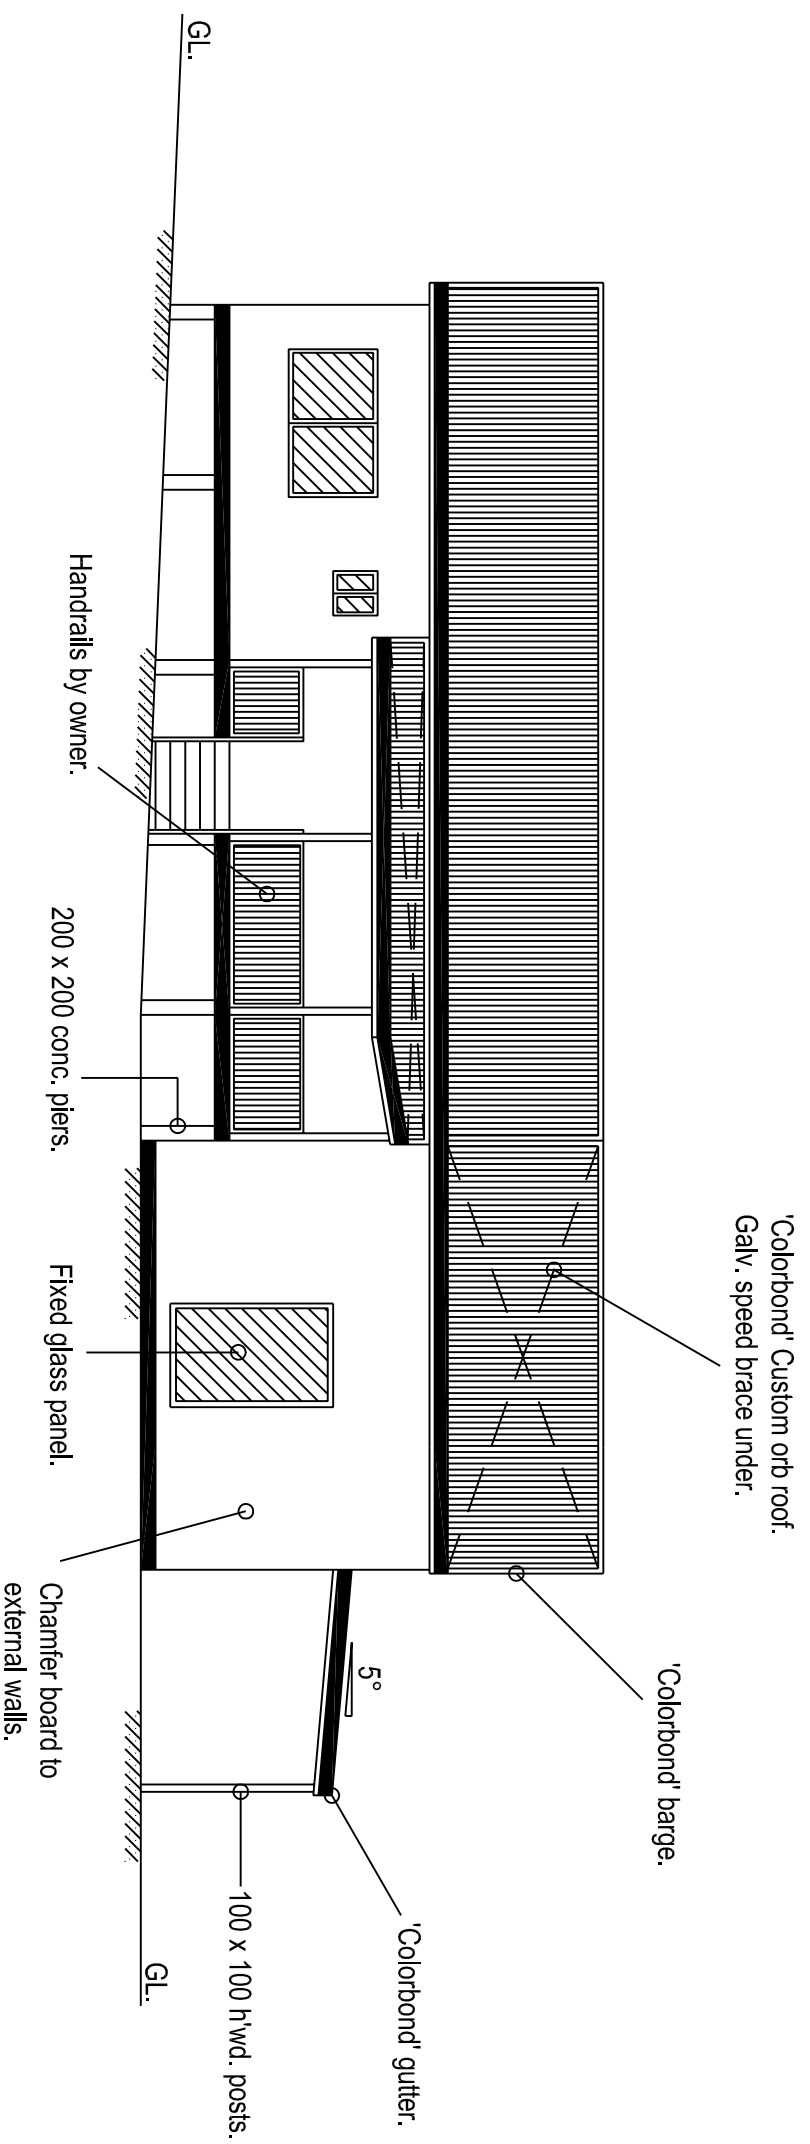 GL.
Handrails by owner.
200 x 200 conc. piers.
Fixed glass panel.
Chamfer board to
external walls.
'Colorbond' Custom orb roof.
Galv. speed brace under.
'Colorbond' barge.
5°
'Colorbond' gutter.
100 x 100 h'wd. posts.
GL.